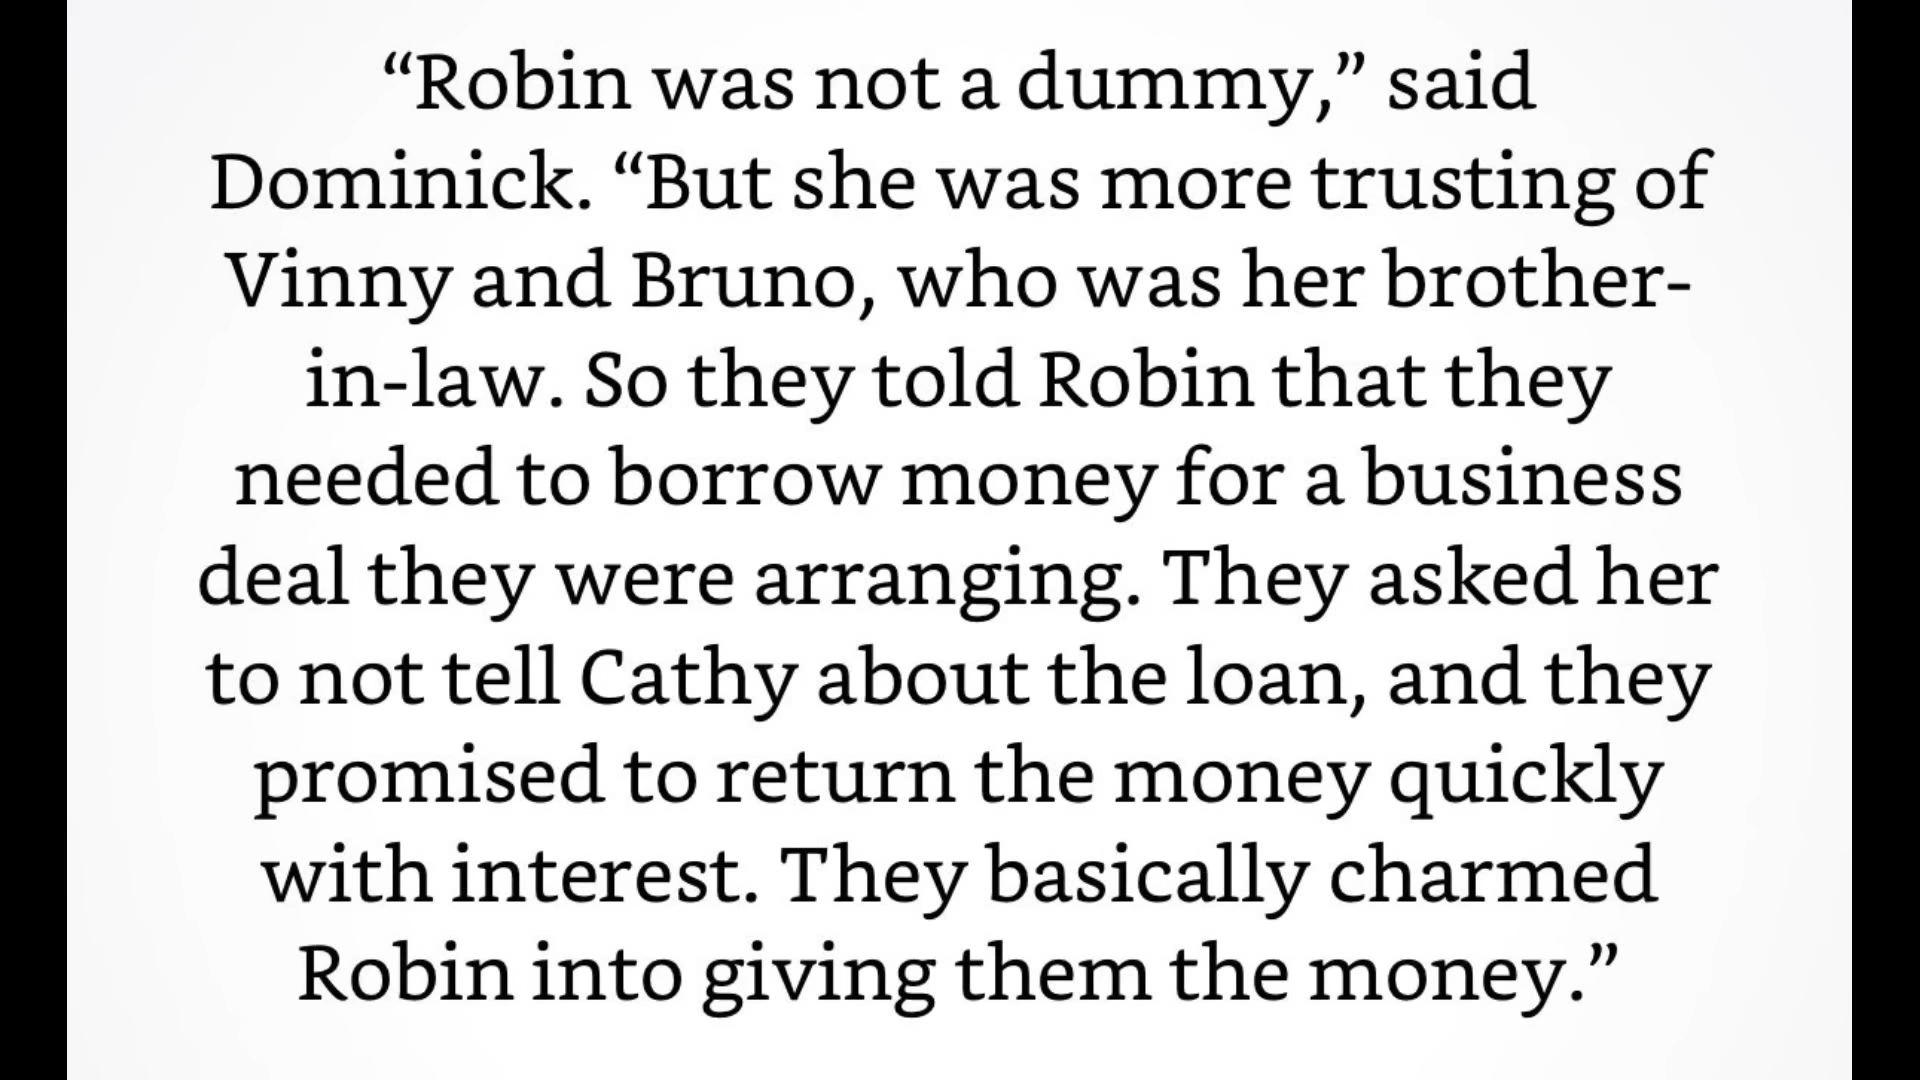 “Robin was not a dummy,” said
Dominick. “But she was more trusting of
Vinny and Bruno, who was her brother-
in-law. So they told Robin that they
needed to borrow money for a business
deal they were arranging. They asked her
to not tell Cathy about the loan, and they
promised to return the money quickly
with interest. They basically charmed
Robin into giving them the money.”